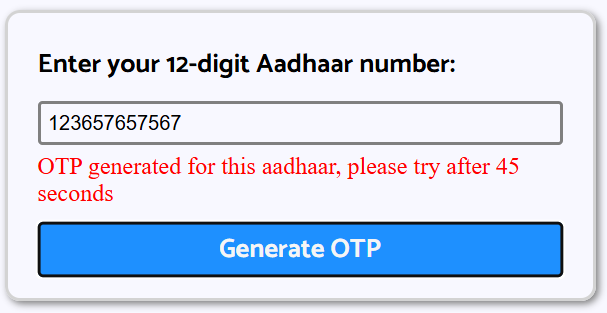 Enter your 12-digit Aadhaar number:
123657657567
OTP generated for this aadhaar, please try after 45
seconds
Generate OTP